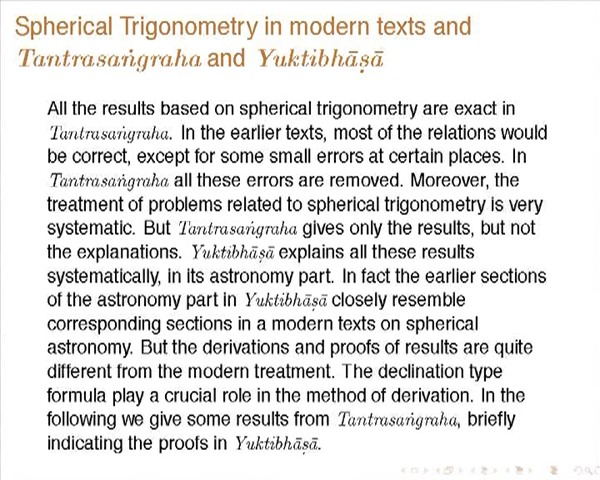 Spherical Trigonometry in modern texts and
Tantrasaṅgraha and Yuktibhāṣā
All the results based on spherical trigonometry are exact in
Tantrasaṅgraha. In the earlier texts, most of the relations would
be correct, except for some small errors at certain places. In
Tantrasaṅgraha all these errors are removed. Moreover, the
treatment of problems related to spherical trigonometry is very
systematic. But Tantrasaṅgraha gives only the results, but not
the explanations. Yuktibhāṣā explains all these results
systematically, in its astronomy part. In fact the earlier sections
of the astronomy part in Yuktibhāṣā closely resemble
corresponding sections in a modern texts on spherical
astronomy. But the derivations and proofs of results are quite
different from the modern treatment. The declination type
formula play a crucial role in the method of derivation. In the
following we give some results from Tantrasaṅgraha, briefly
indicating the proofs in Yuktibhāṣā.